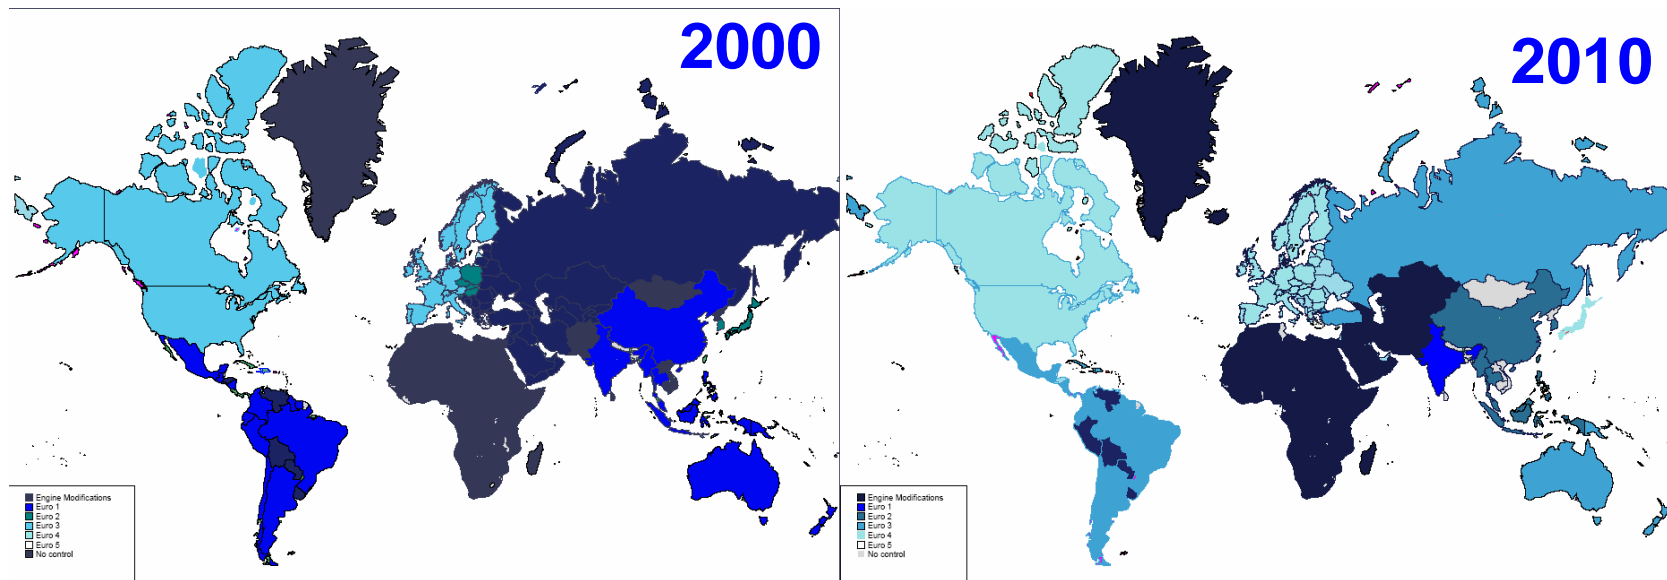 2000
2010
Engine Modifications
Euro 1
Euro 2
Euro 3
Euro 4
Euro 5
No control
Engine Modifications
Euro 1
Euro 2
Euro 3
Euro 4
Euro 5
No control